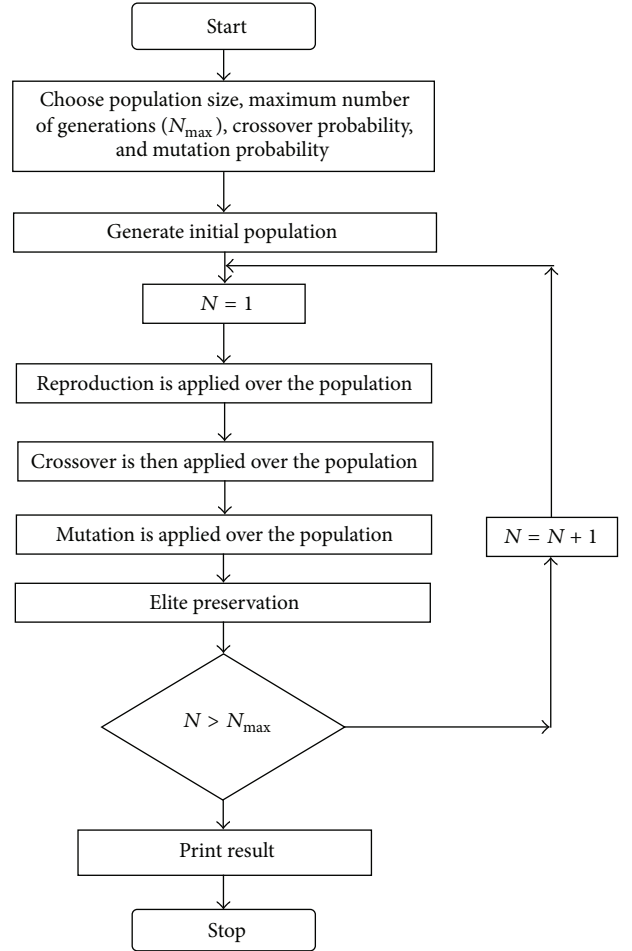 Start
Choose population size, maximum number
of generations (N_max), crossover probability,
and mutation probability
Generate initial population
N = 1
Reproduction is applied over the population
Crossover is then applied over the population
Mutation is applied over the population
N = N + 1
Elite preservation
N > N_max
Print result
Stop